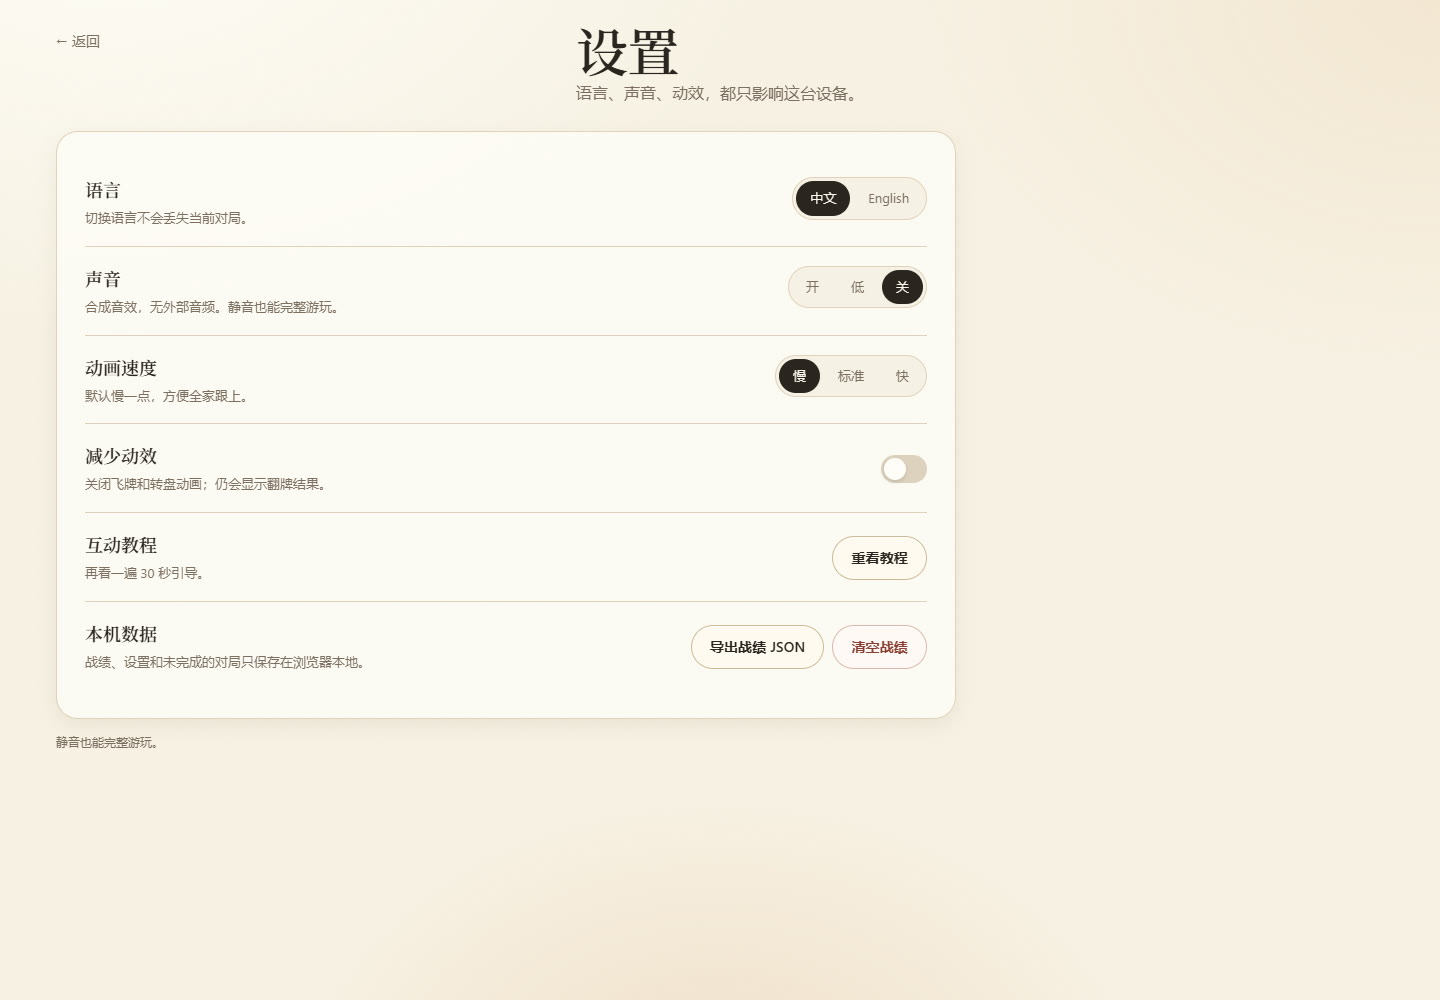 ← 返回
设置
语言、声音、动效，都只影响这台设备。
语言
切换语言不会丢失当前对局。
中文 English
声音
合成音效，无外部音频。静音也能完整游玩。
开 低 关
动画速度
默认慢一点，方便全家跟上。
慢 标准 快
减少动效
关闭飞牌和转盘动画；仍会显示翻牌结果。
互动教程
再看一遍 30 秒引导。
重看教程
本机数据
战绩、设置和未完成的对局只保存在浏览器本地。
导出战绩 JSON 清空战绩
静音也能完整游玩。